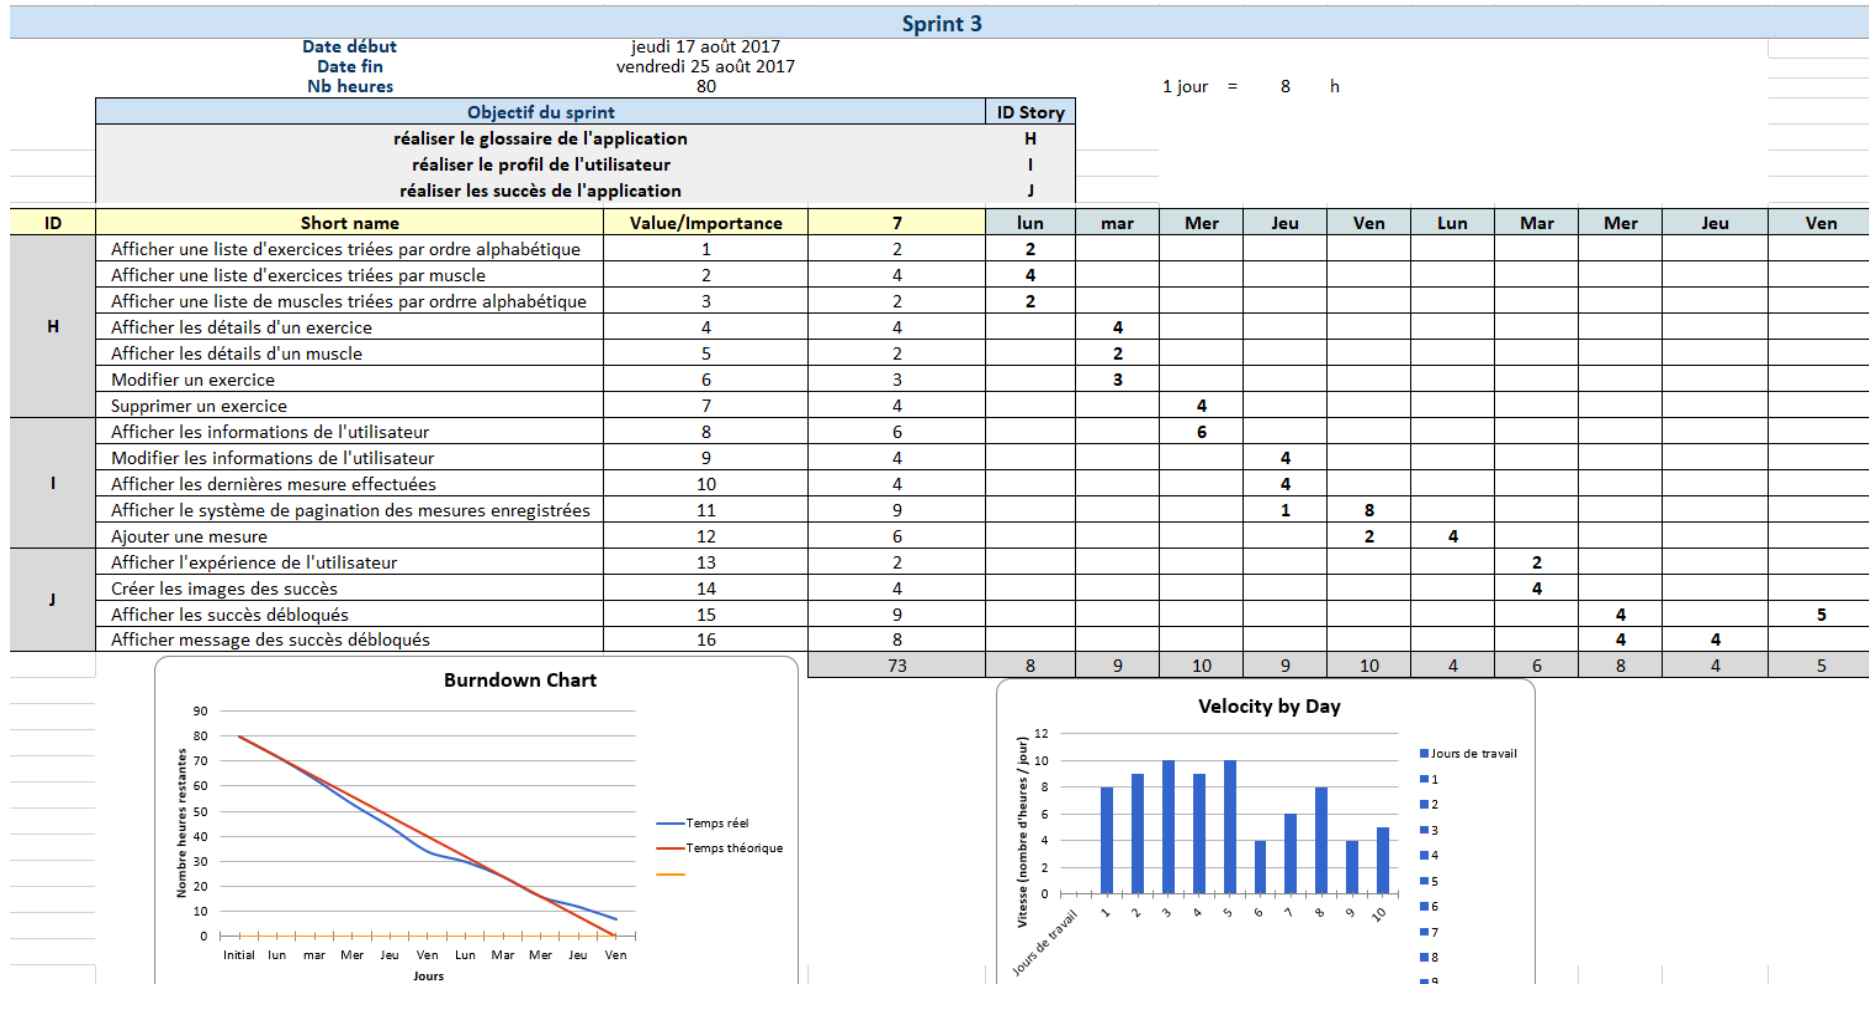 Sprint 3
Date début jeudi 17 août 2017
Date fin vendredi 25 août 2017
Nb heures 80 1 jour = 8 h
Objectif du sprint ID Story
réaliser le glossaire de l'application H
réaliser le profil de l'utilisateur I
réaliser les succès de l'application J
ID Short name Value/Importance 7 lun mar Mer Jeu Ven Lun Mar Mer Jeu Ven
Afficher une liste d'exercices triées par ordre alphabétique 1 2 2
Afficher une liste d'exercices triées par muscle 2 4 4
Afficher une liste de muscles triées par ordrre alphabétique 3 2 2
H Afficher les détails d'un exercice 4 4 4
Afficher les détails d'un muscle 5 2 2
Modifier un exercice 6 3 3
Supprimer un exercice 7 4 4
Afficher les informations de l'utilisateur 8 6 6
Modifier les informations de l'utilisateur 9 4 4
I Afficher les dernières mesure effectuées 10 4 4
Afficher le système de pagination des mesures enregistrées 11 9 1 8
Ajouter une mesure 12 6 2 4
Afficher l'expérience de l'utilisateur 13 2 2
J Créer les images des succès 14 4 4
Afficher les succès débloqués 15 9 4 5
Afficher message des succès débloqués 16 8 4 4
73 8 9 10 9 10 4 6 8 4 5
Burndown Chart
90
80
70
60
50
40
30
20
10
0
Nombre heures restantes
Initial lun mar Mer Jeu Ven Lun Mar Mer Jeu Ven
Jours
Temps réel
Temps théorique
Velocity by Day
12
10
8
6
4
2
0
Vitesse (nombre d'heures / jour)
Jours de travail 1 2 3 4 5 6 7 8 9 10
Jours de travail
1
2
3
4
5
6
7
8
9